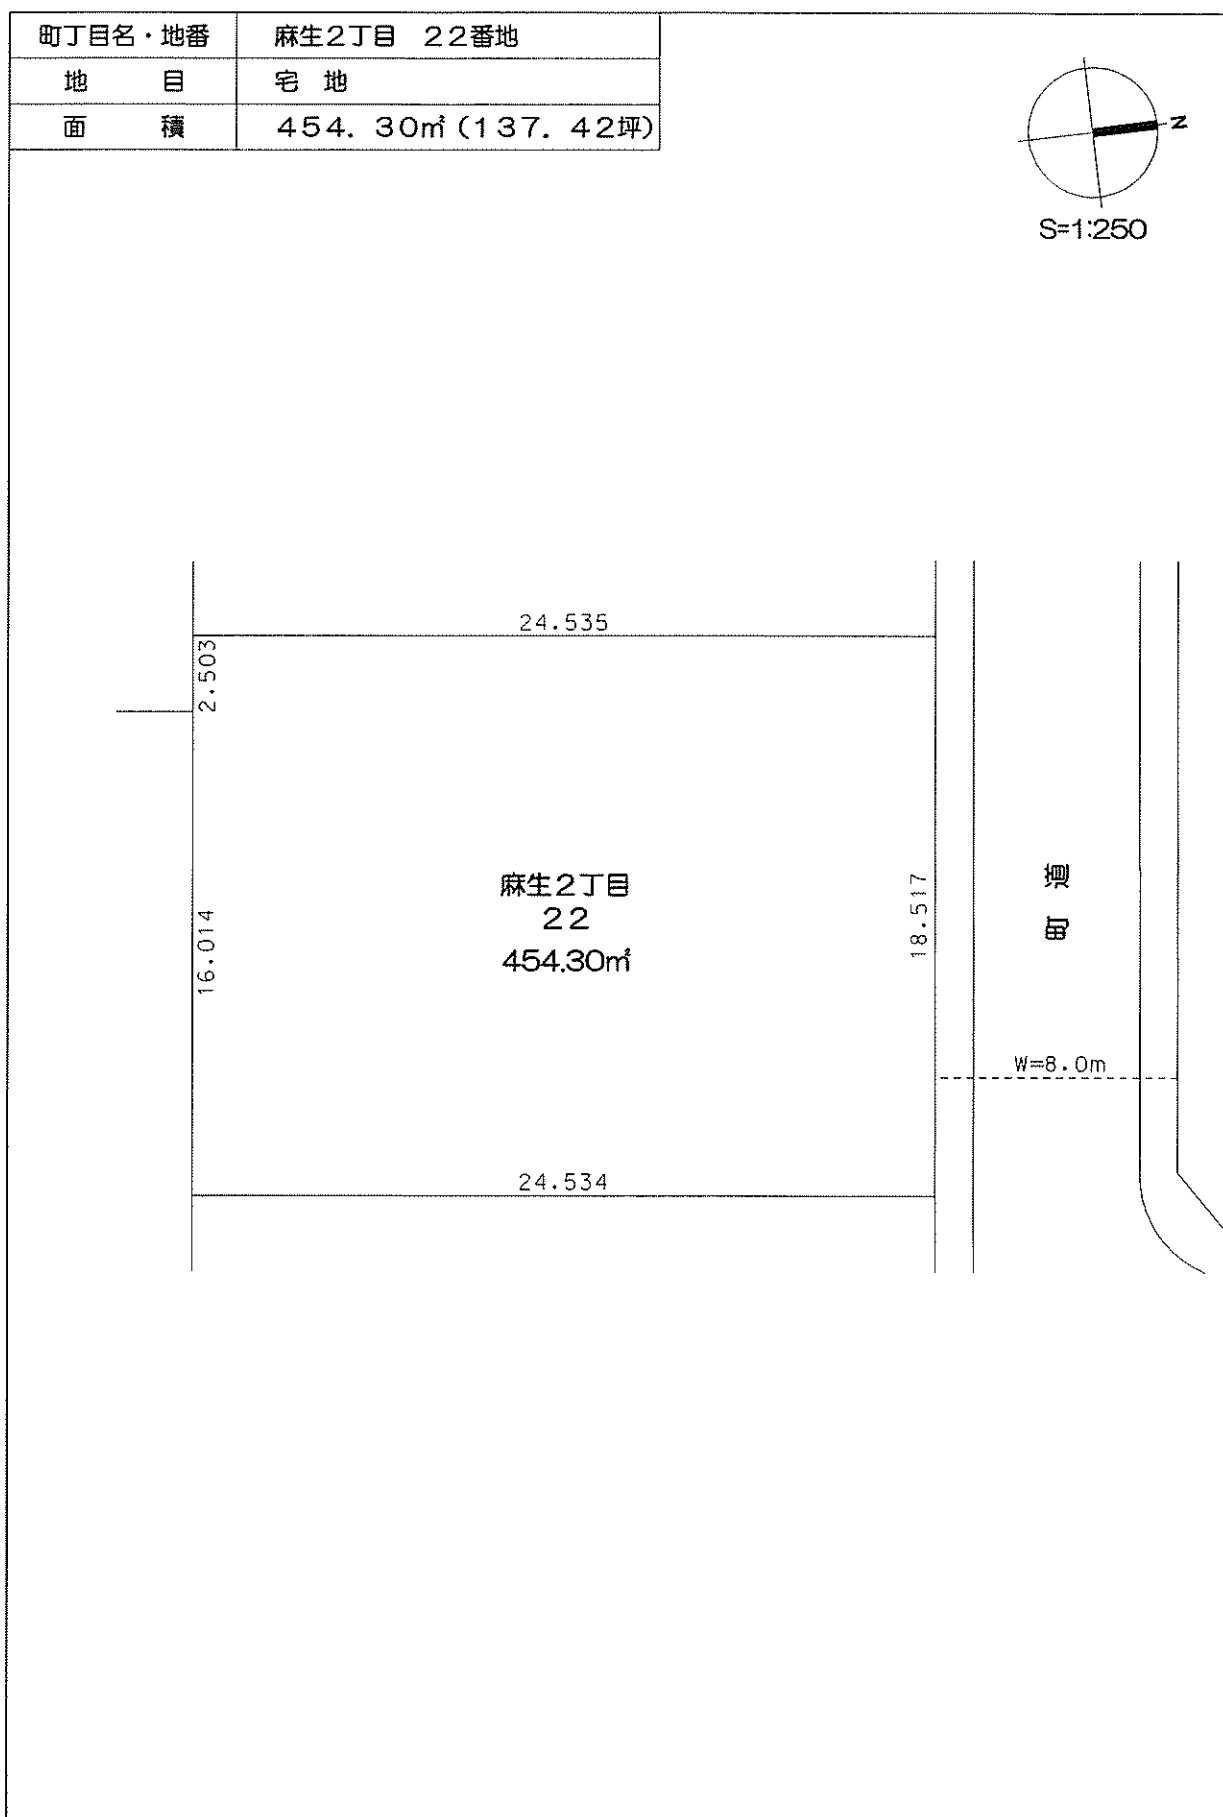 町丁目名・地番 麻生2丁目 22番地
地 目 宅 地
面 積 454.30㎡(137.42坪)
N
S=1:250
24.535
2.503
麻生2丁目
22
454.30㎡
16.014
18.517
町道
W=8.0m
24.534